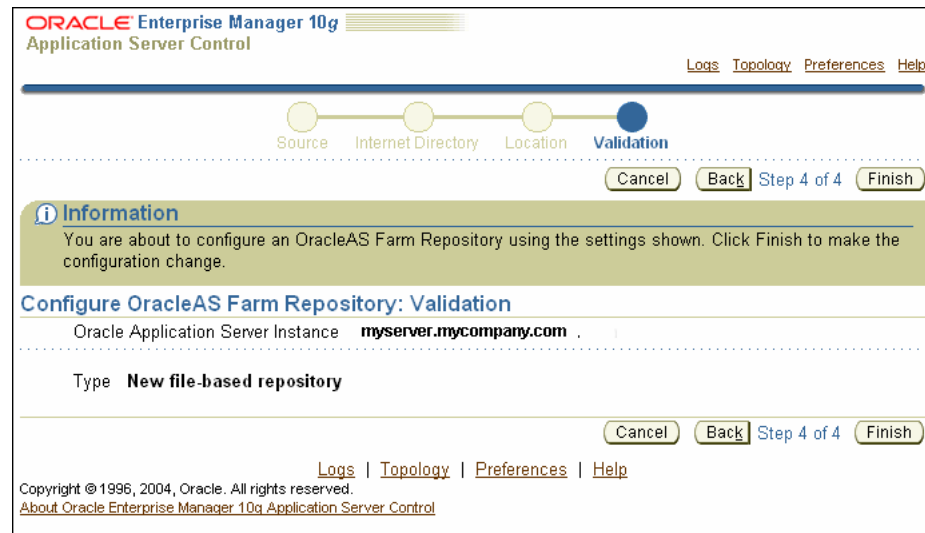 ORACLE Enterprise Manager 10g
Application Server Control
Logs Topology Preferences Help
Source Internet Directory Location Validation
Cancel Back Step 4 of 4 Finish
Information
You are about to configure an OracleAS Farm Repository using the settings shown. Click Finish to make the
configuration change.
Configure OracleAS Farm Repository: Validation
Oracle Application Server Instance myserver.mycompany.com .
Type New file-based repository
Cancel Back Step 4 of 4 Finish
Logs | Topology | Preferences | Help
Copyright © 1996, 2004, Oracle. All rights reserved.
About Oracle Enterprise Manager 10g Application Server Control